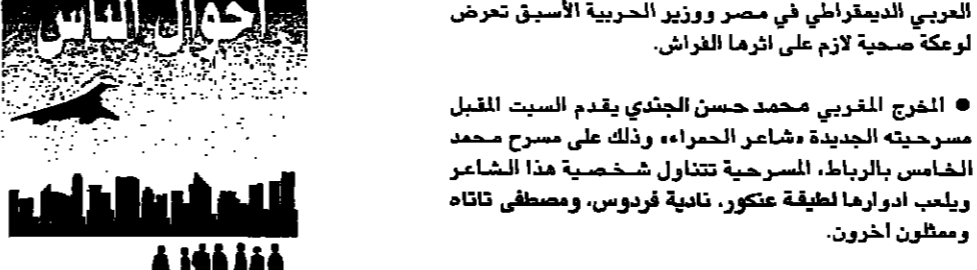 احوال الناس
العربي الديمقراطي في مصر ووزير الحربية الأسبق تعرض
لوعكة صحية لازم على اثرها الفراش.
● المخرج المغربي محمد حسن الجندي يقدم السبت المقبل
مسرحيته الجديدة «شاعر الحمراء» وذلك على مسرح محمد
الخامس بالرباط، المسرحية تتناول شخصية هذا الشاعر
ويلعب ادوارها لطيفة عنكور، نادية فردوس، ومصطفى تاتاه
وممثلون آخرون.